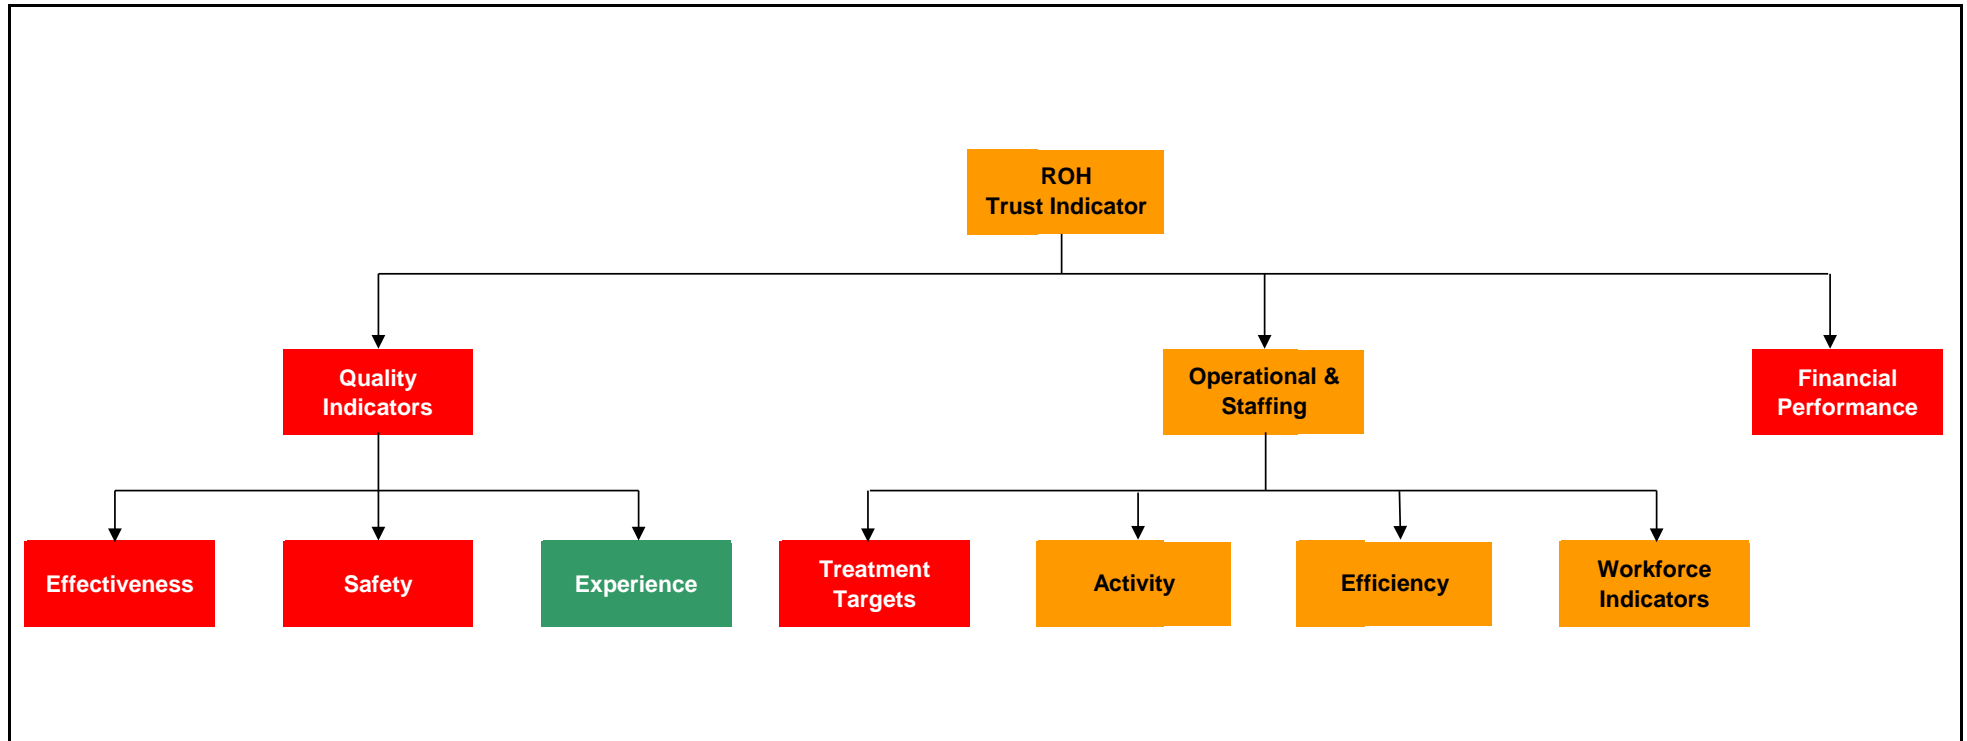 ROH
Trust Indicator
Quality
Indicators
Operational &
Staffing
Financial
Performance
Effectiveness
Safety
Experience
Treatment
Targets
Activity
Efficiency
Workforce
Indicators